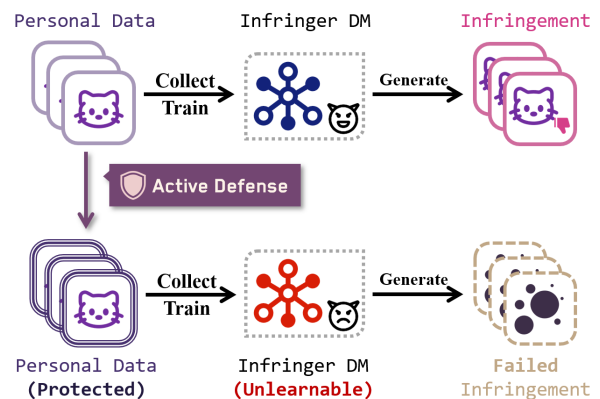 Personal Data
Infringer DM
Infringement
Collect
Train
Generate
Active Defense
Collect
Train
Generate
Personal Data
(Protected)
Infringer DM
(Unlearnable)
Failed
Infringement